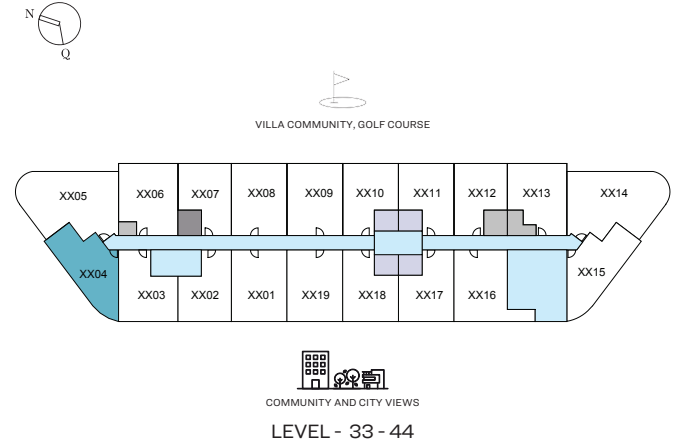 N
Q
VILLA COMMUNITY, GOLF COURSE
XX05 XX06 XX07 XX08 XX09 XX10 XX11 XX12 XX13 XX14
XX04 XX15
XX03 XX02 XX01 XX19 XX18 XX17 XX16
COMMUNITY AND CITY VIEWS
LEVEL - 33 - 44